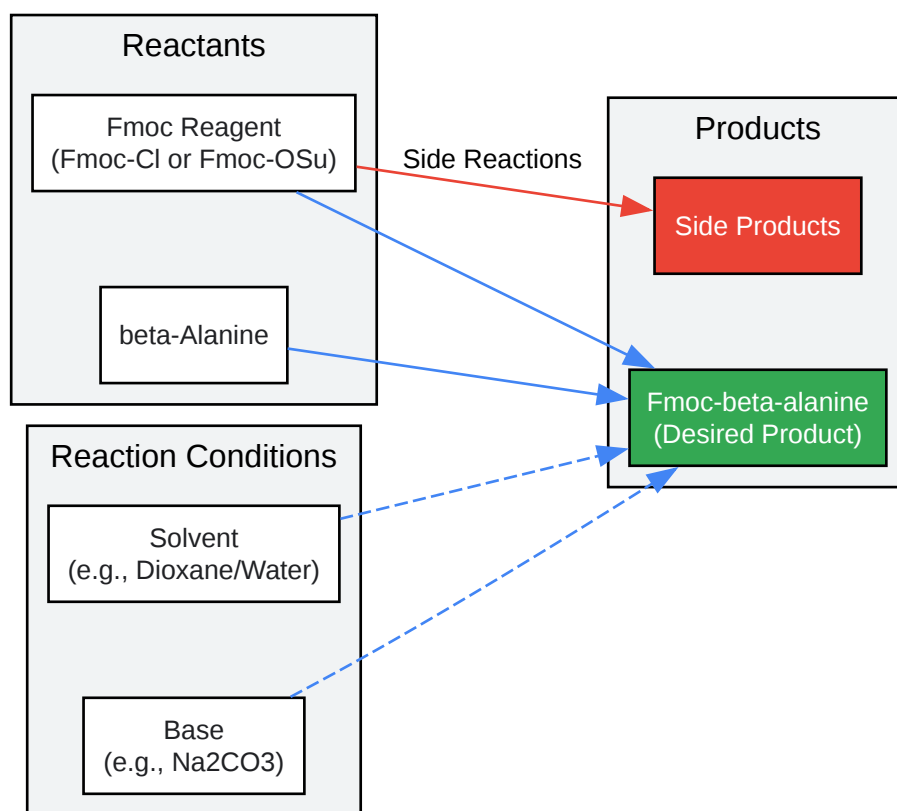 Reactants
Fmoc Reagent
(Fmoc-Cl or Fmoc-OSu)
beta-Alanine
Side Reactions
Products
Side Products
Fmoc-beta-alanine
(Desired Product)
Reaction Conditions
Solvent
(e.g., Dioxane/Water)
Base
(e.g., Na2CO3)